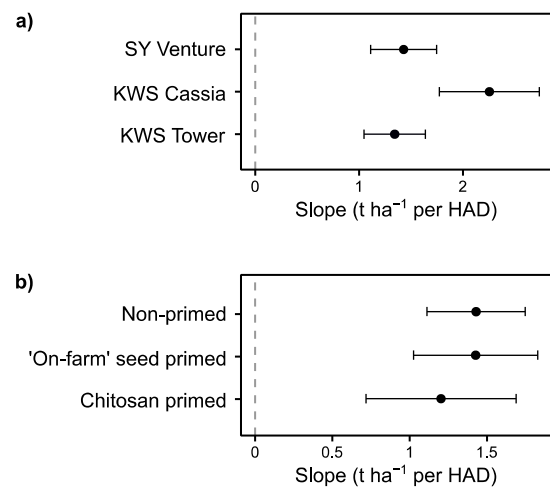 a)
SY Venture
KWS Cassia
KWS Tower
0 1 2
Slope (t ha⁻¹ per HAD)
b)
Non-primed
'On-farm' seed primed
Chitosan primed
0 0.5 1 1.5
Slope (t ha⁻¹ per HAD)